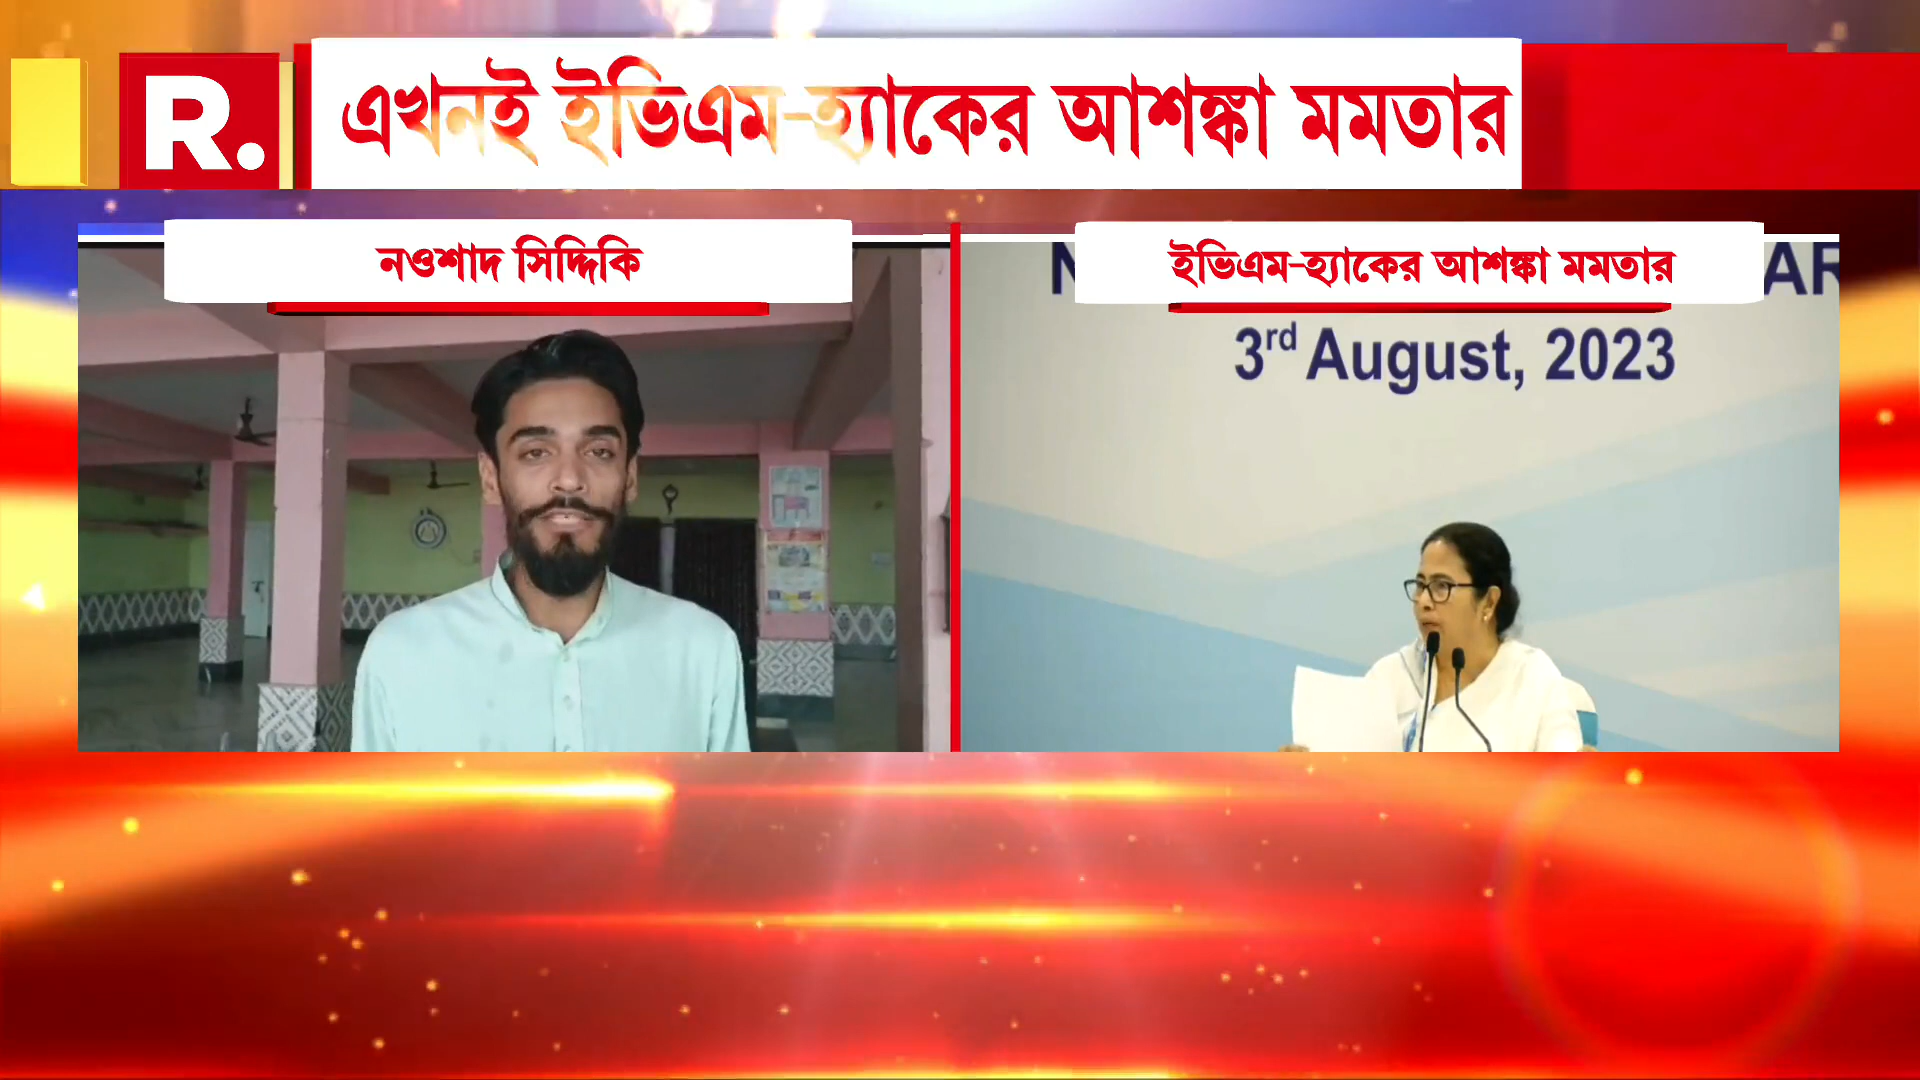 R.
এখনই ইভিএম-হ্যাকের আশঙ্কা মমতার
নওশাদ সিদ্দিকি
ইভিএম-হ্যাকের আশঙ্কা মমতার
3rd August, 2023